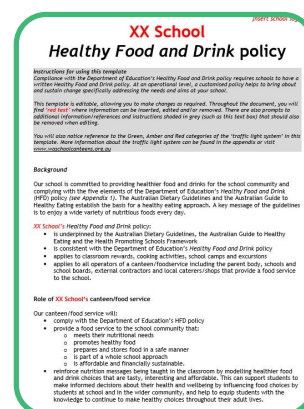 Insert School logo
XX School
Healthy Food and Drink policy
Instructions for using this template
Compliance with the Department of Education's Healthy Food and Drink policy requires schools to have a
written Healthy Food and Drink policy. At an operational level, a customised policy helps to bring about
and sustain change specifically addressing the needs and aims at your school.
This template is editable, allowing you to make changes as required. Throughout the document, you will
find 'red text' where information can be inserted, edited and/or removed. There are also prompts to
additional information/references and instructions shaded in grey (such as this text box) that should also
be removed when editing.
You will also notice reference to the Green, Amber and Red categories of the 'traffic light system' in this
template. More information about the traffic light system can be found in the appendix or visit
www.waschoolcanteens.org.au
Background
Our school is committed to providing healthier food and drinks for the school community and
complying with the five elements of the Department of Education's Healthy Food and Drink
(HFD) policy (see Appendix 1). The Australian Dietary Guidelines and the Australian Guide to
Healthy Eating establish the basis for a healthy eating approach. A key message of the guidelines
is to enjoy a wide variety of nutritious foods every day.
XX School's Healthy Food and Drink policy:
• is underpinned by the Australian Dietary Guidelines, the Australian Guide to Healthy
Eating and the Health Promoting Schools Framework
• is consistent with the Department of Education's Healthy Food and Drink policy
• applies to classroom rewards, cooking activities, school camps and excursions
• applies to all operators of a canteen/foodservice including the parent body, schools and
school boards, external contractors and local caterers/shops that provide a food service
to the school.
Role of XX School's canteen/food service
Our canteen/food service will:
• comply with the Department of Education's HFD policy
• provide a food service to the school community that:
o meets their nutritional needs
o promotes healthy food
o prepares and stores food in a safe manner
o is part of a whole school approach
o is affordable and financially sustainable.
• reinforce nutrition messages being taught in the classroom by modelling healthier food
and drink choices that are tasty, interesting and affordable. This can support students to
make informed decisions about their health and wellbeing by influencing food choices by
students at school and in the wider community, and help to equip students with the
knowledge to continue to make healthy choices throughout their adult lives.